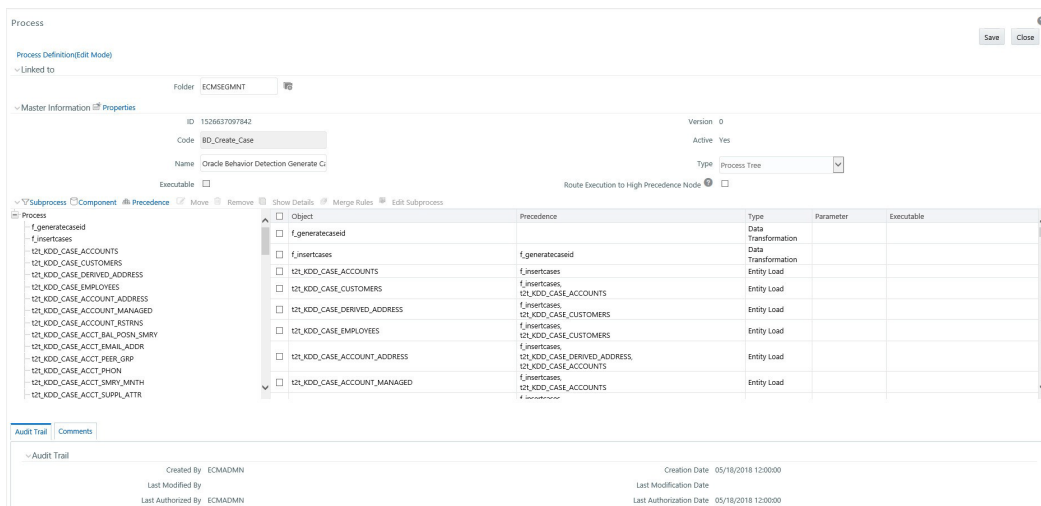 Process
Save Close
Process Definition(Edit Mode)
Linked to
Folder ECMSEGMNT
Master Information Properties
ID 1526637097842 Version 0
Code BD_Create_Case Active Yes
Name Oracle Behavior Detection Generate Ca Type Process Tree
Executable Route Execution to High Precedence Node ?
Subprocess Component Precedence Move Remove Show Details Merge Rules Edit Subprocess
Process
f_generatecaseid
f_insertcases
t2t_KDD_CASE_ACCOUNTS
t2t_KDD_CASE_CUSTOMERS
t2t_KDD_CASE_DERIVED_ADDRESS
t2t_KDD_CASE_EMPLOYEES
t2t_KDD_CASE_ACCOUNT_ADDRESS
t2t_KDD_CASE_ACCOUNT_MANAGED
t2t_KDD_CASE_ACCOUNT_RSTRNS
t2t_KDD_CASE_ACCT_BAL_POSN_SMRY
t2t_KDD_CASE_ACCT_EMAIL_ADDR
t2t_KDD_CASE_ACCT_PEER_GRP
t2t_KDD_CASE_ACCT_PHON
t2t_KDD_CASE_ACCT_SMRY_MNTH
t2t_KDD_CASE_ACCT_SUPPL_ATTR
Object Precedence Type Parameter Executable
f_generatecaseid Data
Transformation
f_insertcases f_generatecaseid Data
Transformation
t2t_KDD_CASE_ACCOUNTS f_insertcases Entity Load
t2t_KDD_CASE_CUSTOMERS f_insertcases, Entity Load
t2t_KDD_CASE_ACCOUNTS
t2t_KDD_CASE_DERIVED_ADDRESS f_insertcases, Entity Load
t2t_KDD_CASE_CUSTOMERS
t2t_KDD_CASE_EMPLOYEES f_insertcases, Entity Load
t2t_KDD_CASE_CUSTOMERS
f_insertcases,
t2t_KDD_CASE_ACCOUNT_ADDRESS t2t_KDD_CASE_DERIVED_ADDRESS, Entity Load
t2t_KDD_CASE_ACCOUNTS
t2t_KDD_CASE_ACCOUNT_MANAGED f_insertcases, Entity Load
t2t_KDD_CASE_ACCOUNTS
Audit Trail Comments
Audit Trail
Created By ECMADMN Creation Date 05/18/2018 12:00:00
Last Modified By Last Modification Date
Last Authorized By ECMADMN Last Authorization Date 05/18/2018 12:00:00